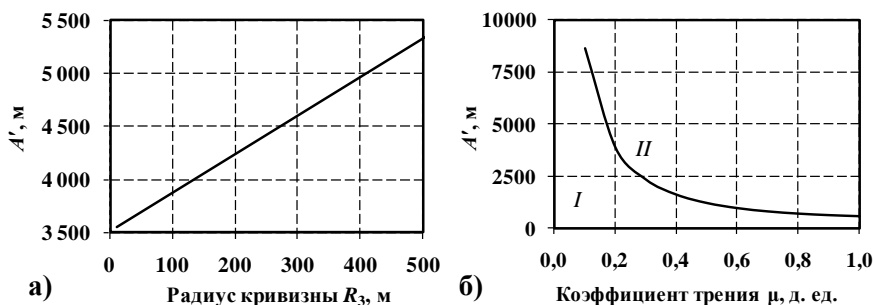 5 500
5 000
4 500
4 000
3 500
A', м
0 100 200 300 400 500
Радиус кривизны R₃, м
а)
10000
7500
5000
2500
0
A', м
I
II
0,0 0,2 0,4 0,6 0,8 1,0
Коэффициент трения μ, д. ед.
б)